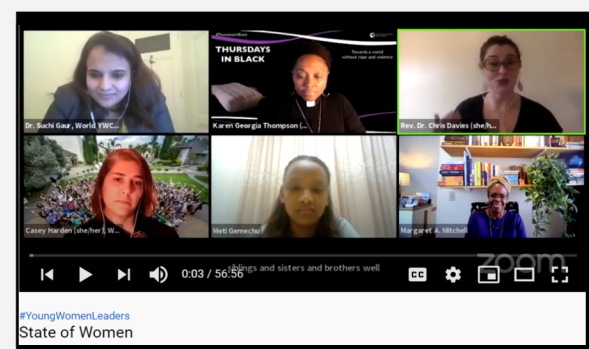 #ThursdaysinBlack
THURSDAYS
IN BLACK
Towards a world
without rape and violence
Dr. Suchi Gaur, World YWC...
Karen Georgia Thompson (...
Rev. Dr. Chris Davies (she/h...
Casey Harden (she/her), W...
Meti Gemechu
Margaret A. Mitchell
zoom
siblings and sisters and brothers well
0:03 / 56:56
CC
#YoungWomenLeaders
State of Women